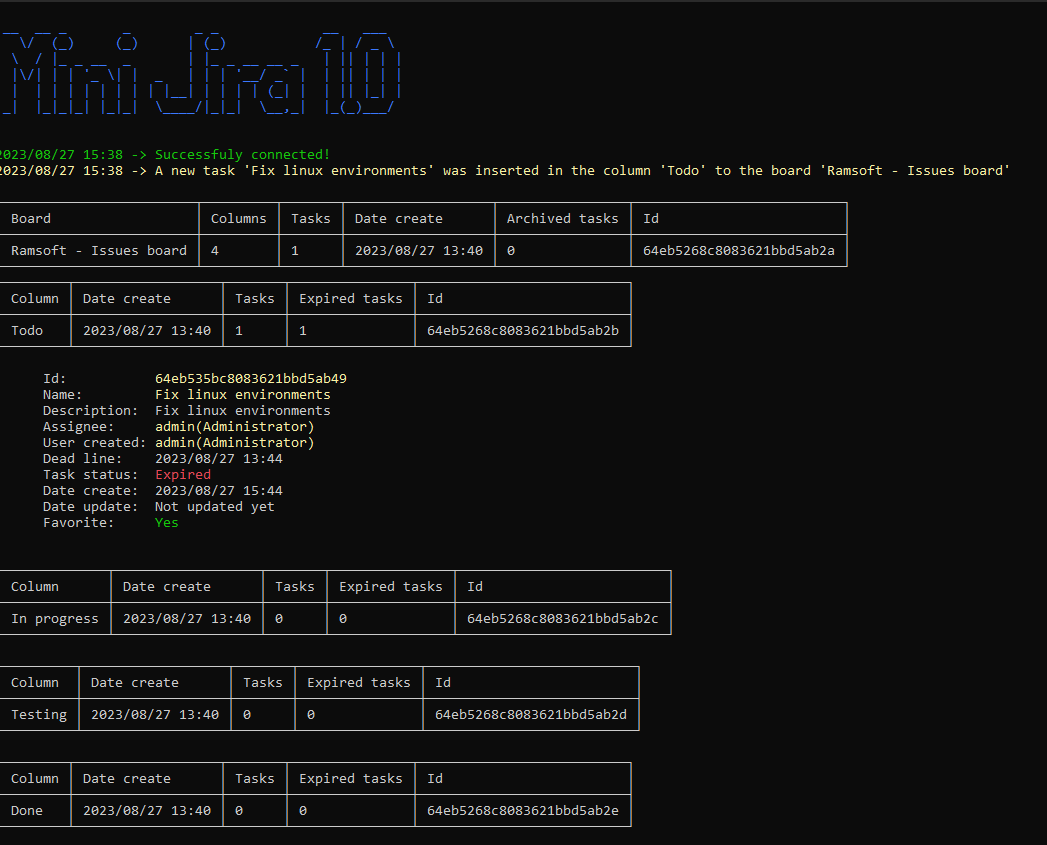 Mini Jira 1.0
2023/08/27 15:38 -> Successfuly connected!
2023/08/27 15:38 -> A new task 'Fix linux environments' was inserted in the column 'Todo' to the board 'Ramsoft - Issues board'
Board Columns Tasks Date create Archived tasks Id
Ramsoft - Issues board 4 1 2023/08/27 13:40 0 64eb5268c8083621bbd5ab2a
Column Date create Tasks Expired tasks Id
Todo 2023/08/27 13:40 1 1 64eb5268c8083621bbd5ab2b
Id: 64eb535bc8083621bbd5ab49
Name: Fix linux environments
Description: Fix linux environments
Assignee: admin(Administrator)
User created: admin(Administrator)
Dead line: 2023/08/27 13:44
Task status: Expired
Date create: 2023/08/27 15:44
Date update: Not updated yet
Favorite: Yes
Column Date create Tasks Expired tasks Id
In progress 2023/08/27 13:40 0 0 64eb5268c8083621bbd5ab2c
Column Date create Tasks Expired tasks Id
Testing 2023/08/27 13:40 0 0 64eb5268c8083621bbd5ab2d
Column Date create Tasks Expired tasks Id
Done 2023/08/27 13:40 0 0 64eb5268c8083621bbd5ab2e